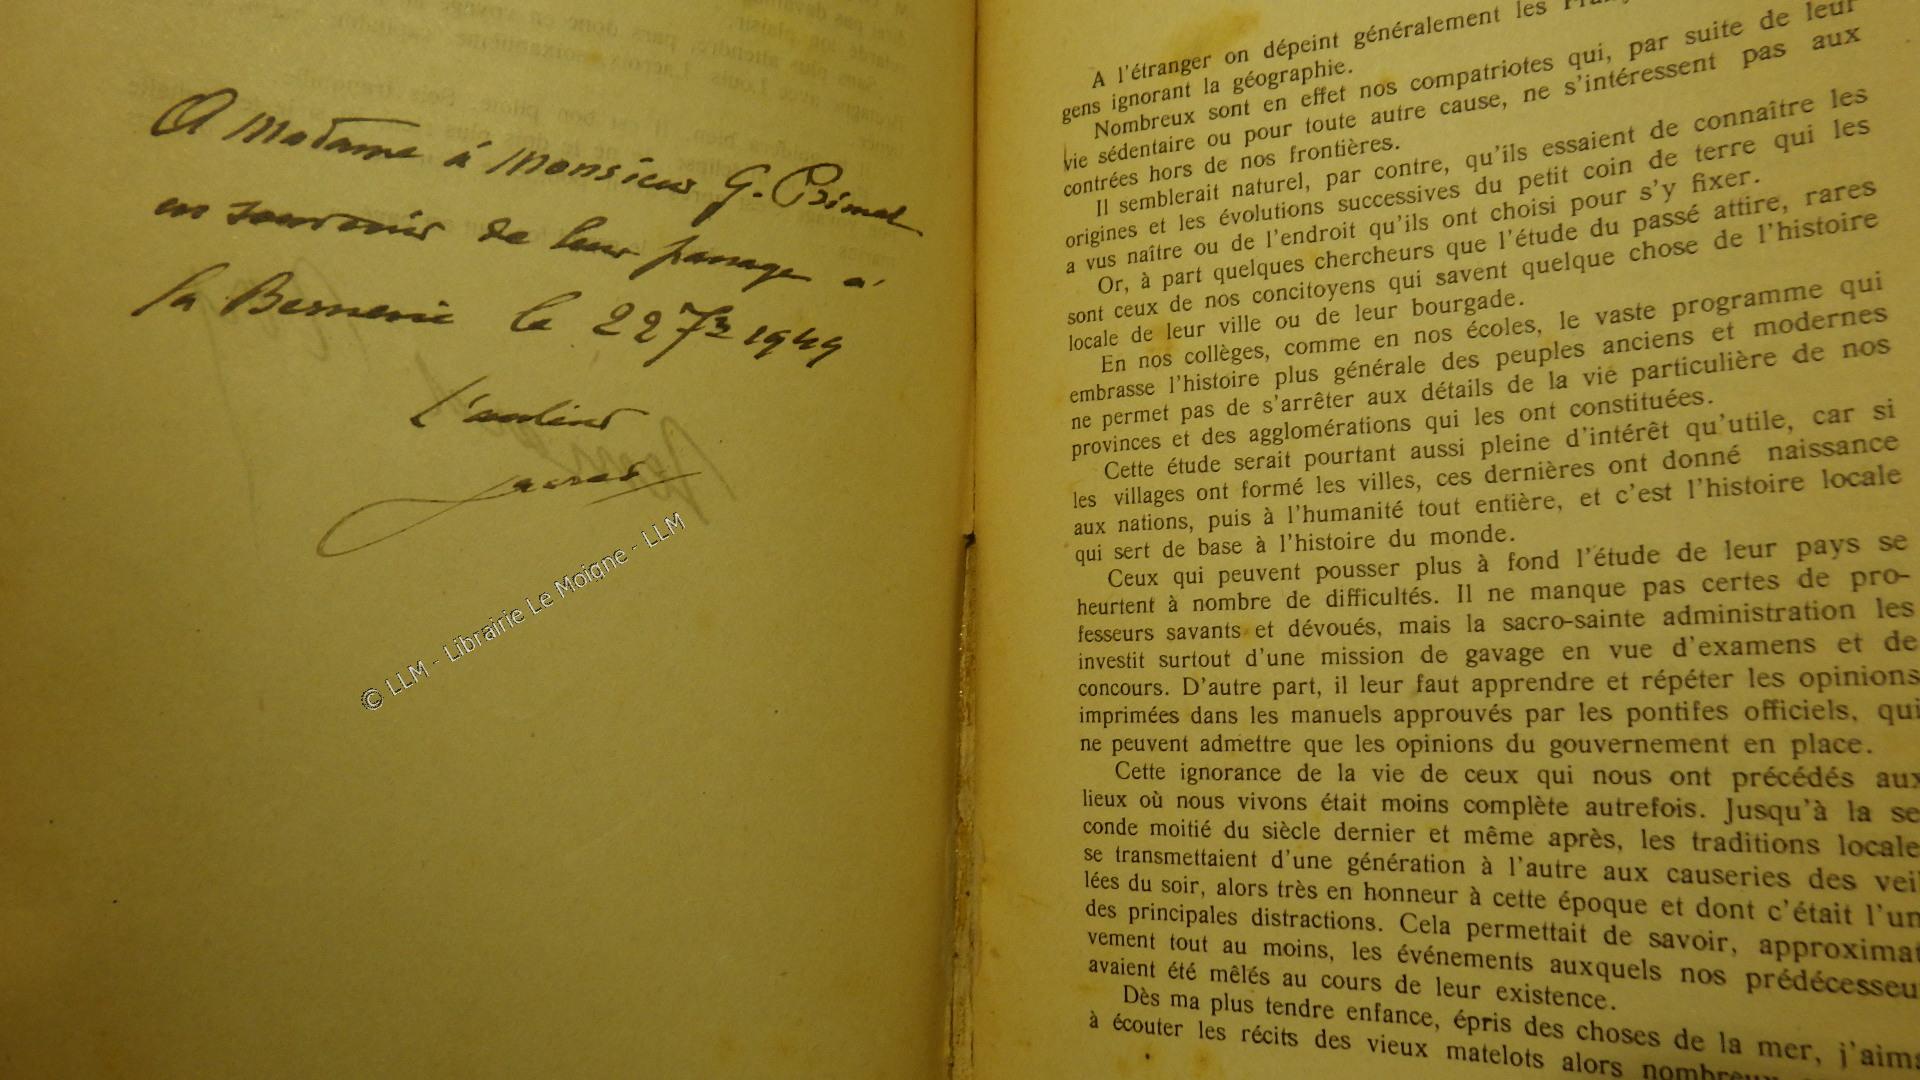 A Madame à Monsieur G. Primet
en souvenir de leur passage à
la Bernerie le 22 7bre 1949
L'auteur
© LLM - Librairie Le Moigne - LLM
A l'étranger on dépeint généralement les
gens ignorant la géographie.
Nombreux sont en effet nos compatriotes qui, par suite de leur
vie sédentaire ou pour toute autre cause, ne s'intéressent pas aux
contrées hors de nos frontières.
Il semblerait naturel, par contre, qu'ils essaient de connaître les
origines et les évolutions successives du petit coin de terre qui les
a vus naître ou de l'endroit qu'ils ont choisi pour s'y fixer.
Or, à part quelques chercheurs que l'étude du passé attire, rares
sont ceux de nos concitoyens qui savent quelque chose de l'histoire
locale de leur ville ou de leur bourgade.
En nos collèges, comme en nos écoles, le vaste programme qui
embrasse l'histoire plus générale des peuples anciens et modernes
ne permet pas de s'arrêter aux détails de la vie particulière de nos
provinces et des agglomérations qui les ont constituées.
Cette étude serait pourtant aussi pleine d'intérêt qu'utile, car si
les villages ont formé les villes, ces dernières ont donné naissance
aux nations, puis à l'humanité tout entière, et c'est l'histoire locale
qui sert de base à l'histoire du monde.
Ceux qui peuvent pousser plus à fond l'étude de leur pays se
heurtent à nombre de difficultés. Il ne manque pas certes de pro-
fesseurs savants et dévoués, mais la sacro-sainte administration les
investit surtout d'une mission de gavage en vue d'examens et de
concours. D'autre part, il leur faut apprendre et répéter les opinions
imprimées dans les manuels approuvés par les pontifes officiels, qui
ne peuvent admettre que les opinions du gouvernement en place.
Cette ignorance de la vie de ceux qui nous ont précédés aux
lieux où nous vivons était moins complète autrefois. Jusqu'à la se
conde moitié du siècle dernier et même après, les traditions locale
se transmettaient d'une génération à l'autre aux causeries des veil
lées du soir, alors très en honneur à cette époque et dont c'était l'un
des principales distractions. Cela permettait de savoir, approximat
vement tout au moins, les événements auxquels nos prédécesseu
avaient été mêlés au cours de leur existence.
Dès ma plus tendre enfance, épris des choses de la mer, j'aim
à écouter les récits des vieux matelots alors